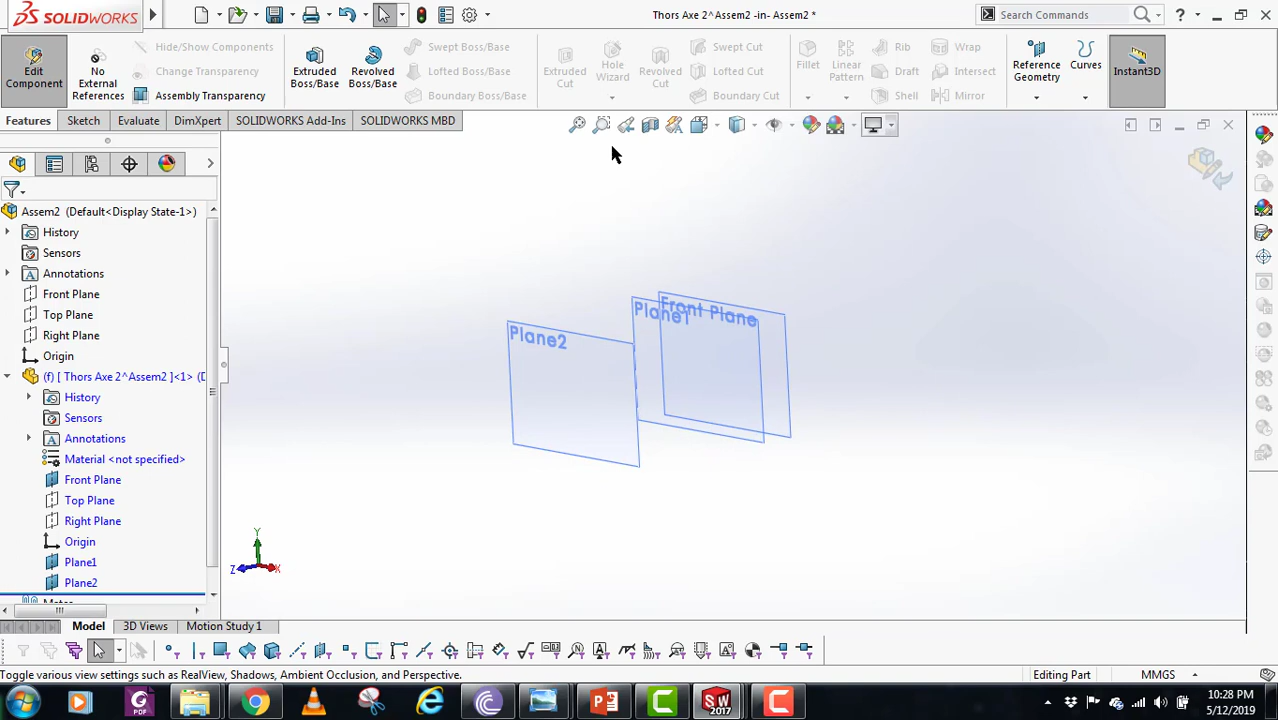 SOLIDWORKS
Thors Axe 2^Assem2 -in- Assem2 *
Search Commands
Edit Component
No External References
Hide/Show Components
Change Transparency
Assembly Transparency
Extruded Boss/Base
Revolved Boss/Base
Swept Boss/Base
Lofted Boss/Base
Boundary Boss/Base
Extruded Cut
Hole Wizard
Revolved Cut
Swept Cut
Lofted Cut
Boundary Cut
Fillet
Linear Pattern
Rib
Draft
Shell
Wrap
Intersect
Mirror
Reference Geometry
Curves
Instant3D
Features
Sketch
Evaluate
DimXpert
SOLIDWORKS Add-Ins
SOLIDWORKS MBD
Assem2 (Default<Display State-1>)
History
Sensors
Annotations
Front Plane
Top Plane
Right Plane
Origin
(f) [ Thors Axe 2^Assem2 ]<1> (D
History
Sensors
Annotations
Material <not specified>
Front Plane
Top Plane
Right Plane
Origin
Plane1
Plane2
Front Plane
Plane1
Plane2
Y
Z
X
Model
3D Views
Motion Study 1
Toggle various view settings such as RealView, Shadows, Ambient Occlusion, and Perspective.
Editing Part
MMGS
10:28 PM
5/12/2019